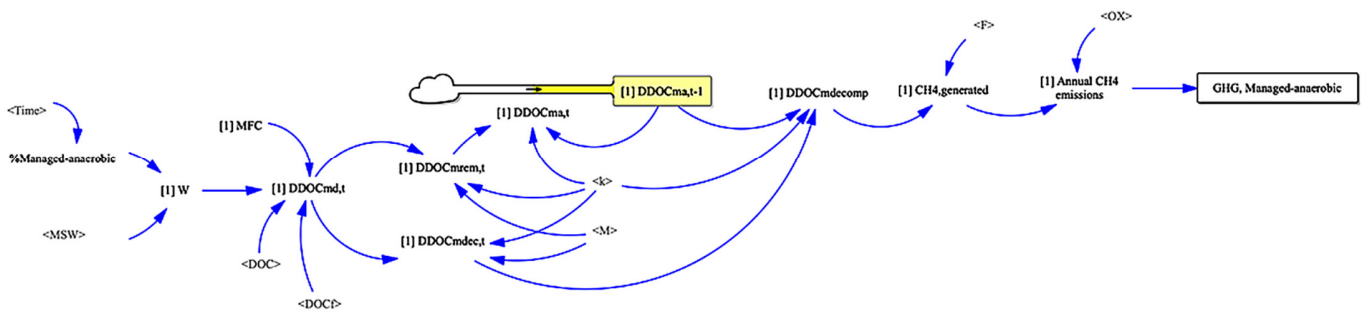 <Time>
%Managed-anaerobic
<MSW>
[1] W
[1] MFC
[1] DDOCmd,t
<DOC>
<DOCf>
[1] DDOCma,t-1
[1] DDOCma,t
[1] DDOCmrem,t
<k>
<M>
[1] DDOCmdec,t
[1] DDOCmdecomp
<F>
[1] CH4,generated
<OX>
[1] Annual CH4
emissions
GHG, Managed-anaerobic